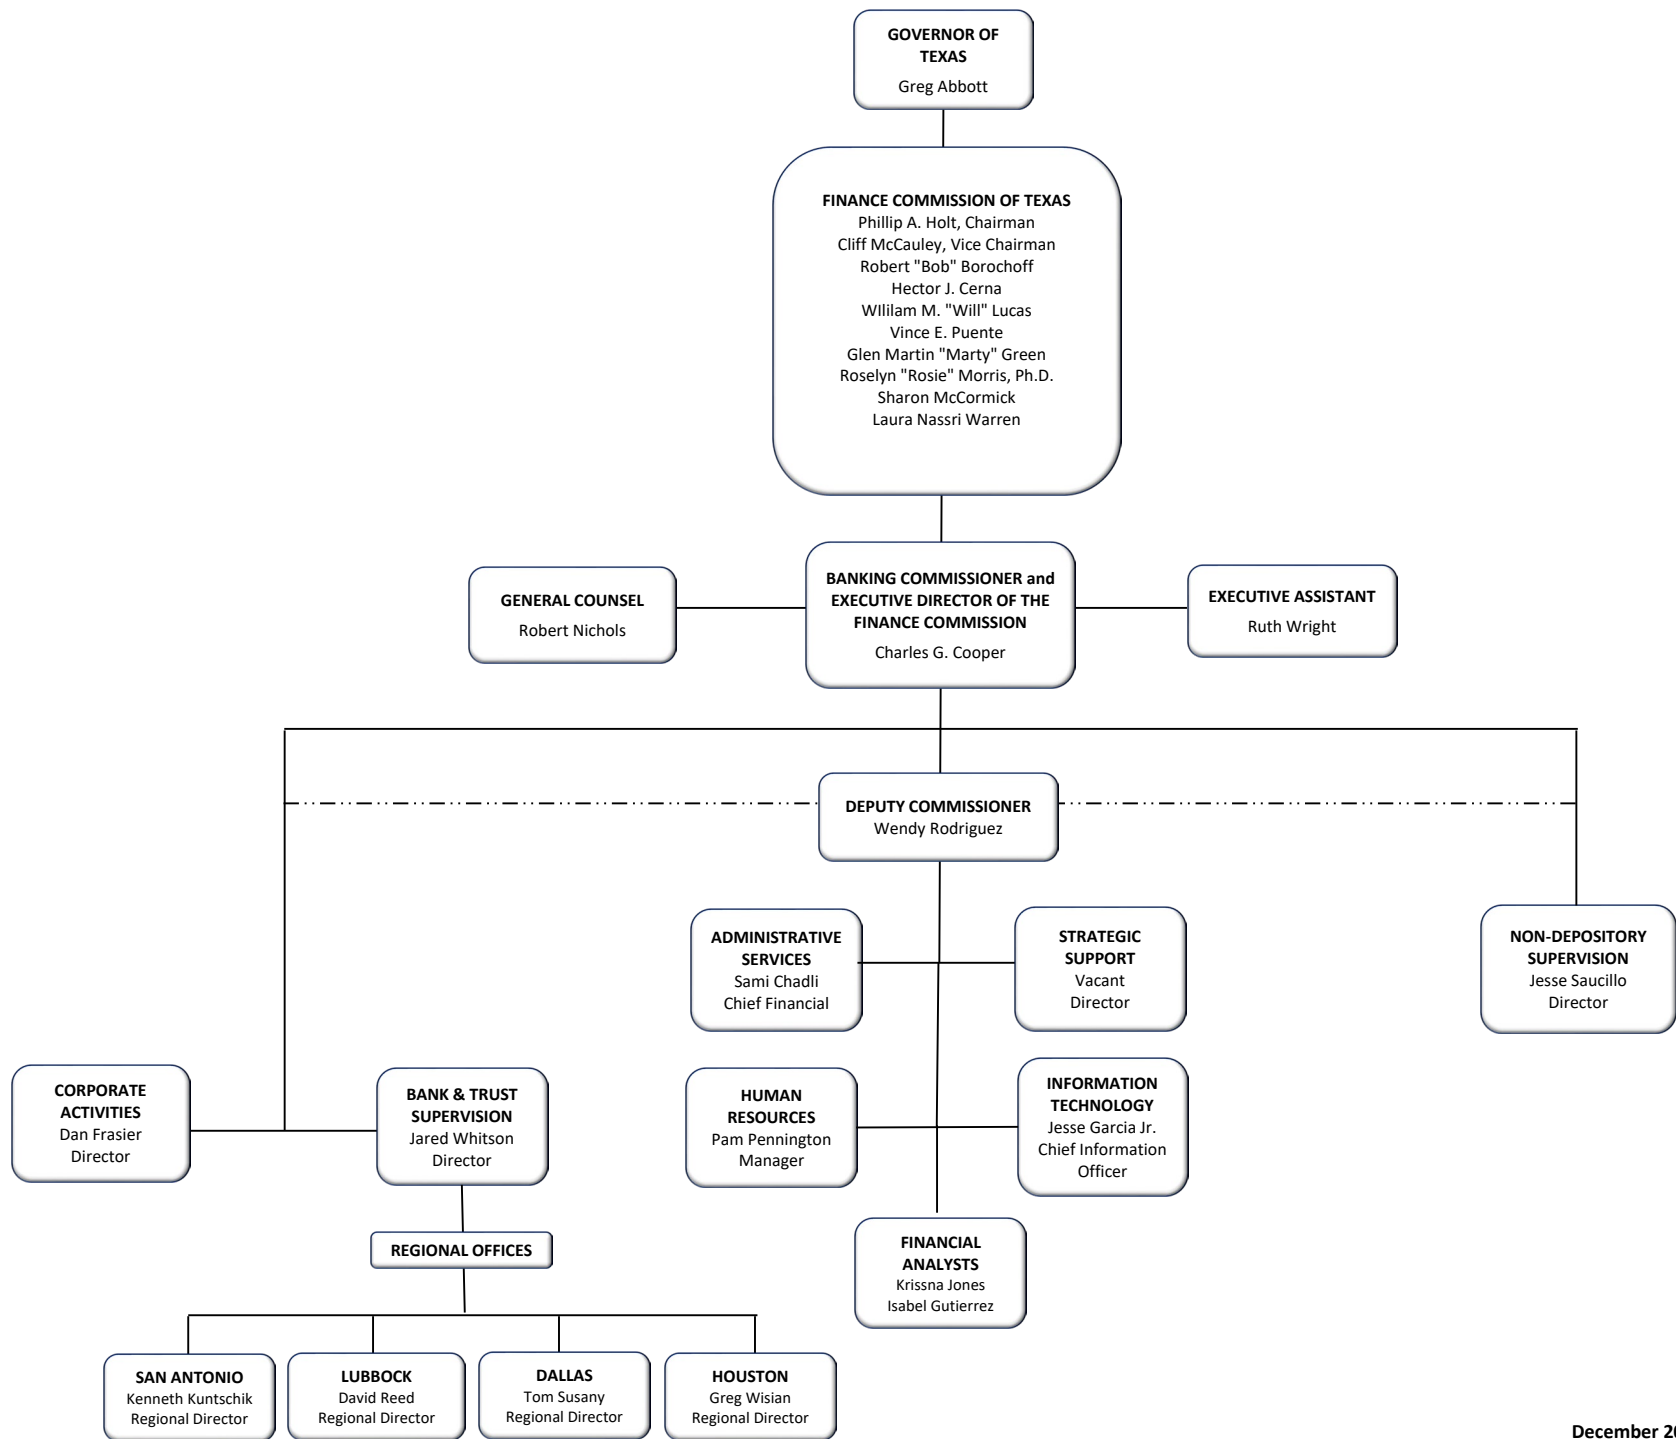 GOVERNOR OF
TEXAS
Greg Abbott
FINANCE COMMISSION OF TEXAS
Phillip A. Holt, Chairman
Cliff McCauley, Vice Chairman
Robert "Bob" Borochoff
Hector J. Cerna
WIlilam M. "Will" Lucas
Vince E. Puente
Glen Martin "Marty" Green
Roselyn "Rosie" Morris, Ph.D.
Sharon McCormick
Laura Nassri Warren
GENERAL COUNSEL
Robert Nichols
BANKING COMMISSIONER and
EXECUTIVE DIRECTOR OF THE
FINANCE COMMISSION
Charles G. Cooper
EXECUTIVE ASSISTANT
Ruth Wright
DEPUTY COMMISSIONER
Wendy Rodriguez
ADMINISTRATIVE
SERVICES
Sami Chadli
Chief Financial
STRATEGIC
SUPPORT
Vacant
Director
NON-DEPOSITORY
SUPERVISION
Jesse Saucillo
Director
CORPORATE
ACTIVITIES
Dan Frasier
Director
BANK & TRUST
SUPERVISION
Jared Whitson
Director
HUMAN
RESOURCES
Pam Pennington
Manager
INFORMATION
TECHNOLOGY
Jesse Garcia Jr.
Chief Information
Officer
REGIONAL OFFICES
FINANCIAL
ANALYSTS
Krissna Jones
Isabel Gutierrez
SAN ANTONIO
Kenneth Kuntschik
Regional Director
LUBBOCK
David Reed
Regional Director
DALLAS
Tom Susany
Regional Director
HOUSTON
Greg Wisian
Regional Director
December 20